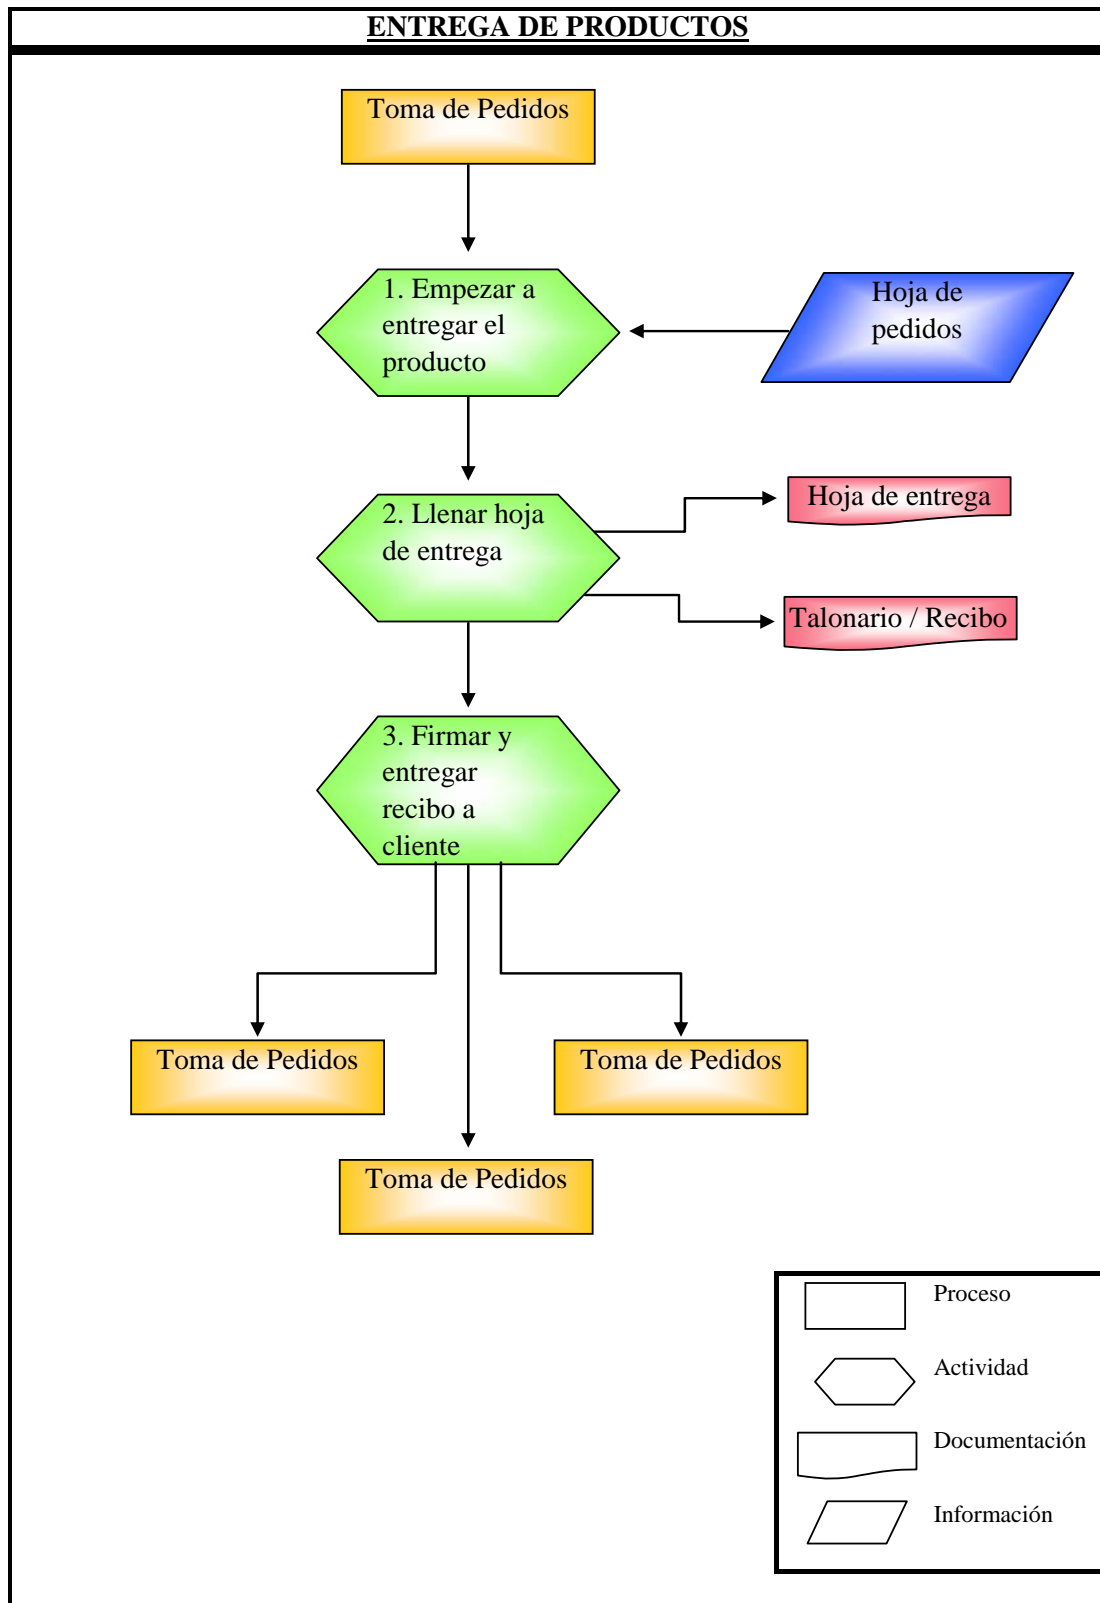 ENTREGA DE PRODUCTOS
Toma de Pedidos
1. Empezar a
entregar el
producto
Hoja de
pedidos
2. Llenar hoja
de entrega
Hoja de entrega
Talonario / Recibo
3. Firmar y
entregar
recibo a
cliente
Toma de Pedidos
Toma de Pedidos
Toma de Pedidos
Proceso
Actividad
Documentación
Información